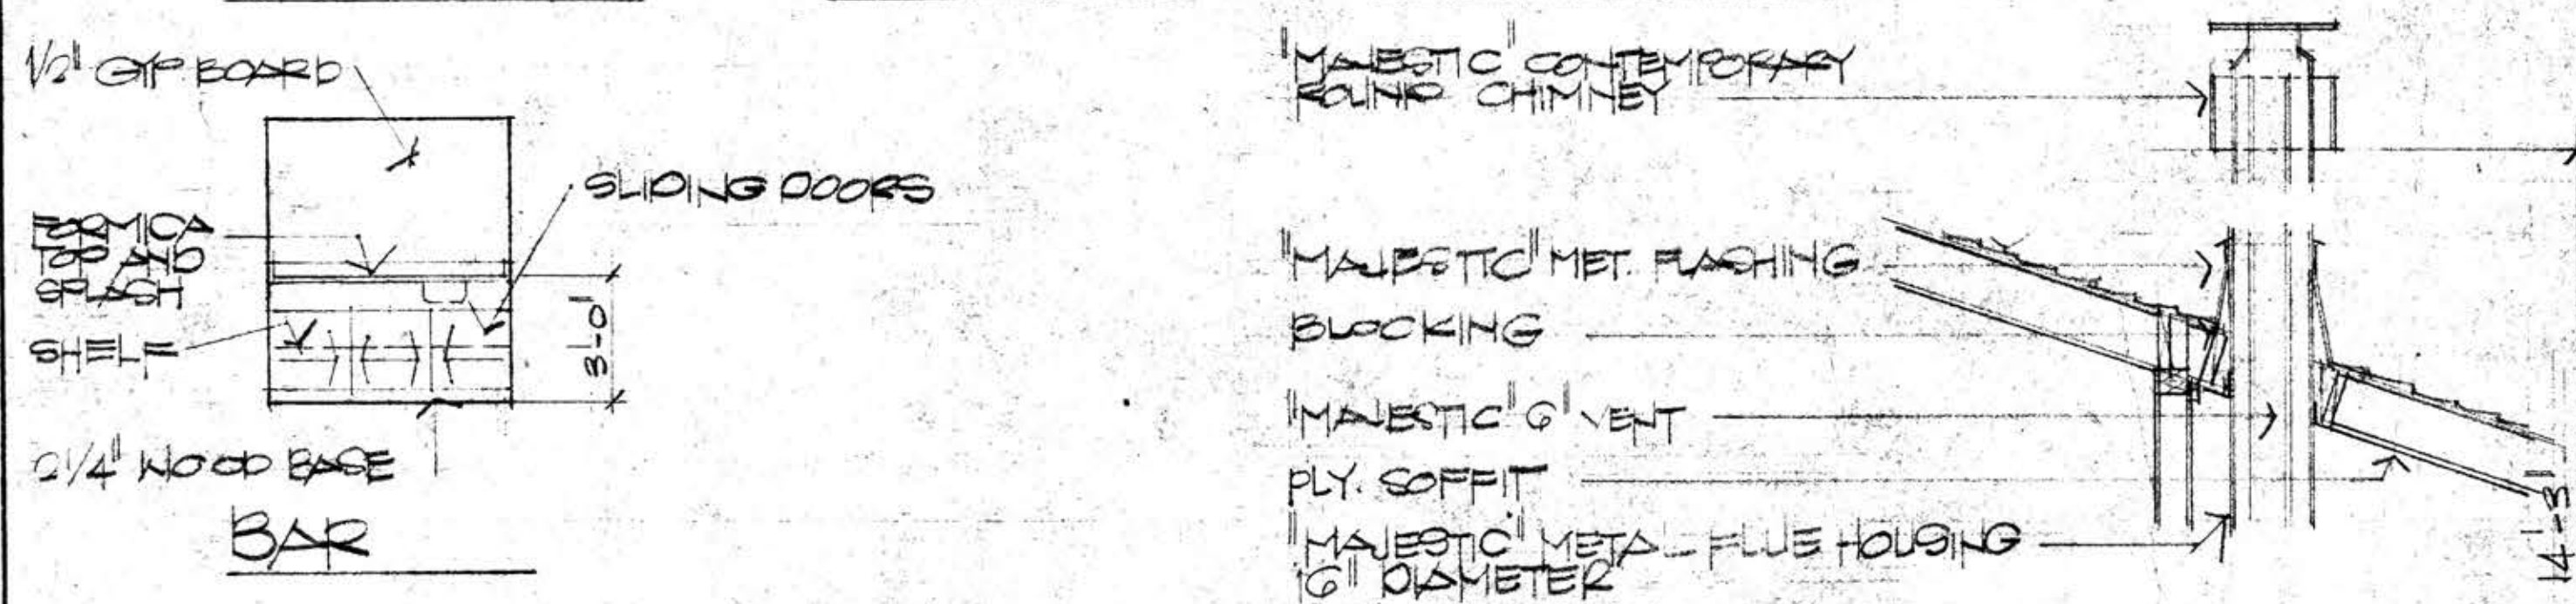 1/2" GYP BOARD
FORMICA
TOP AND
SPLASH
SHELF
SLIDING DOORS
3'-0"
2 1/4" WOOD BASE
BAR
"MAJESTIC" CONTEMPORARY
ROUND CHIMNEY
"MAJESTIC" MET. FLASHING
BLOCKING
"MAJESTIC" 6" VENT
PLY. SOFFIT
"MAJESTIC" METAL FLUE HOUSING
16" DIAMETER
14'-3"